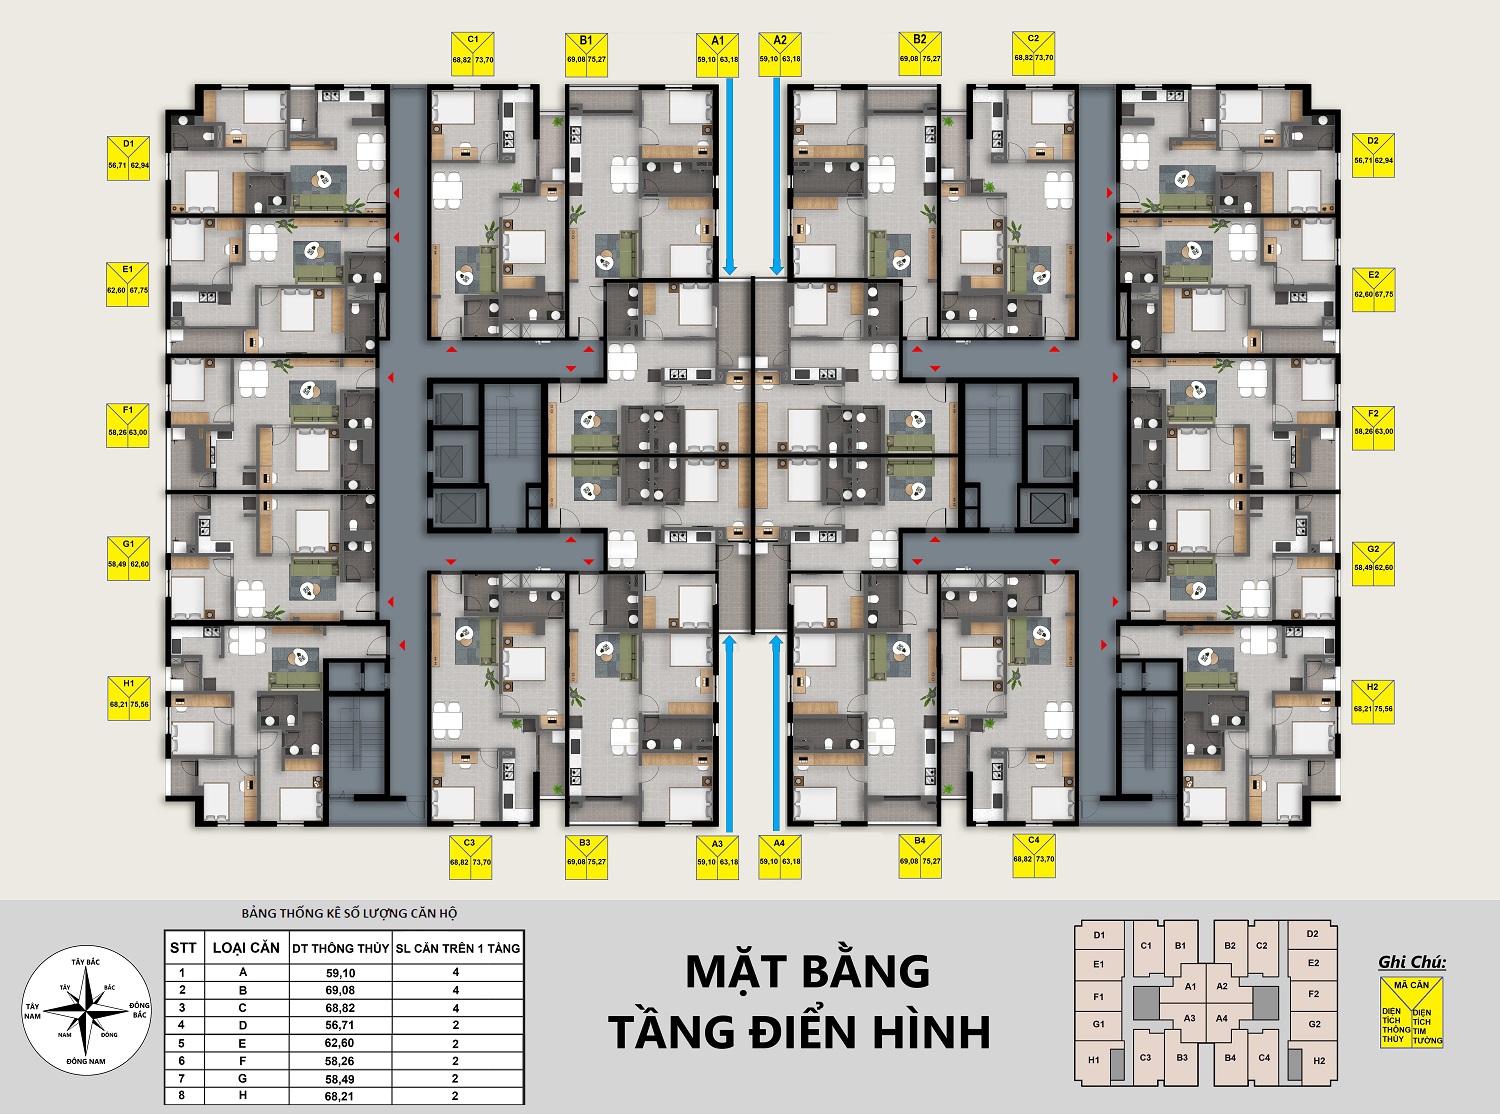 C1
68,82 73,70
B1
69,08 75,27
A1
59,10 63,18
A2
59,10 63,18
B2
69,08 75,27
C2
68,82 73,70
D1
56,71 62,94
D2
56,71 62,94
E1
62,60 67,75
E2
62,60 67,75
F1
58,26 63,00
F2
58,26 63,00
G1
58,49 62,60
G2
58,49 62,60
H1
68,21 75,56
H2
68,21 75,56
C3
68,82 73,70
B3
69,08 75,27
A3
59,10 63,18
A4
59,10 63,18
B4
69,08 75,27
C4
68,82 73,70
TÂY BẮC
TÂY
BẮC
TÂY NAM
ĐÔNG BẮC
NAM
ĐÔNG
ĐÔNG NAM
BẢNG THỐNG KÊ SỐ LƯỢNG CĂN HỘ
STT LOẠI CĂN DT THÔNG THỦY SL CĂN TRÊN 1 TẦNG
1 A 59,10 4
2 B 69,08 4
3 C 68,82 4
4 D 56,71 2
5 E 62,60 2
6 F 58,26 2
7 G 58,49 2
8 H 68,21 2
MẶT BẰNG
TẦNG ĐIỂN HÌNH
D1 C1 B1 B2 C2 D2
E1 E2
A1 A2
F1 F2
A3 A4
G1 G2
H1 C3 B3 B4 C4 H2
Ghi Chú:
MÃ CĂN
DIỆN TÍCH THÔNG THỦY
DIỆN TÍCH TIM TƯỜNG